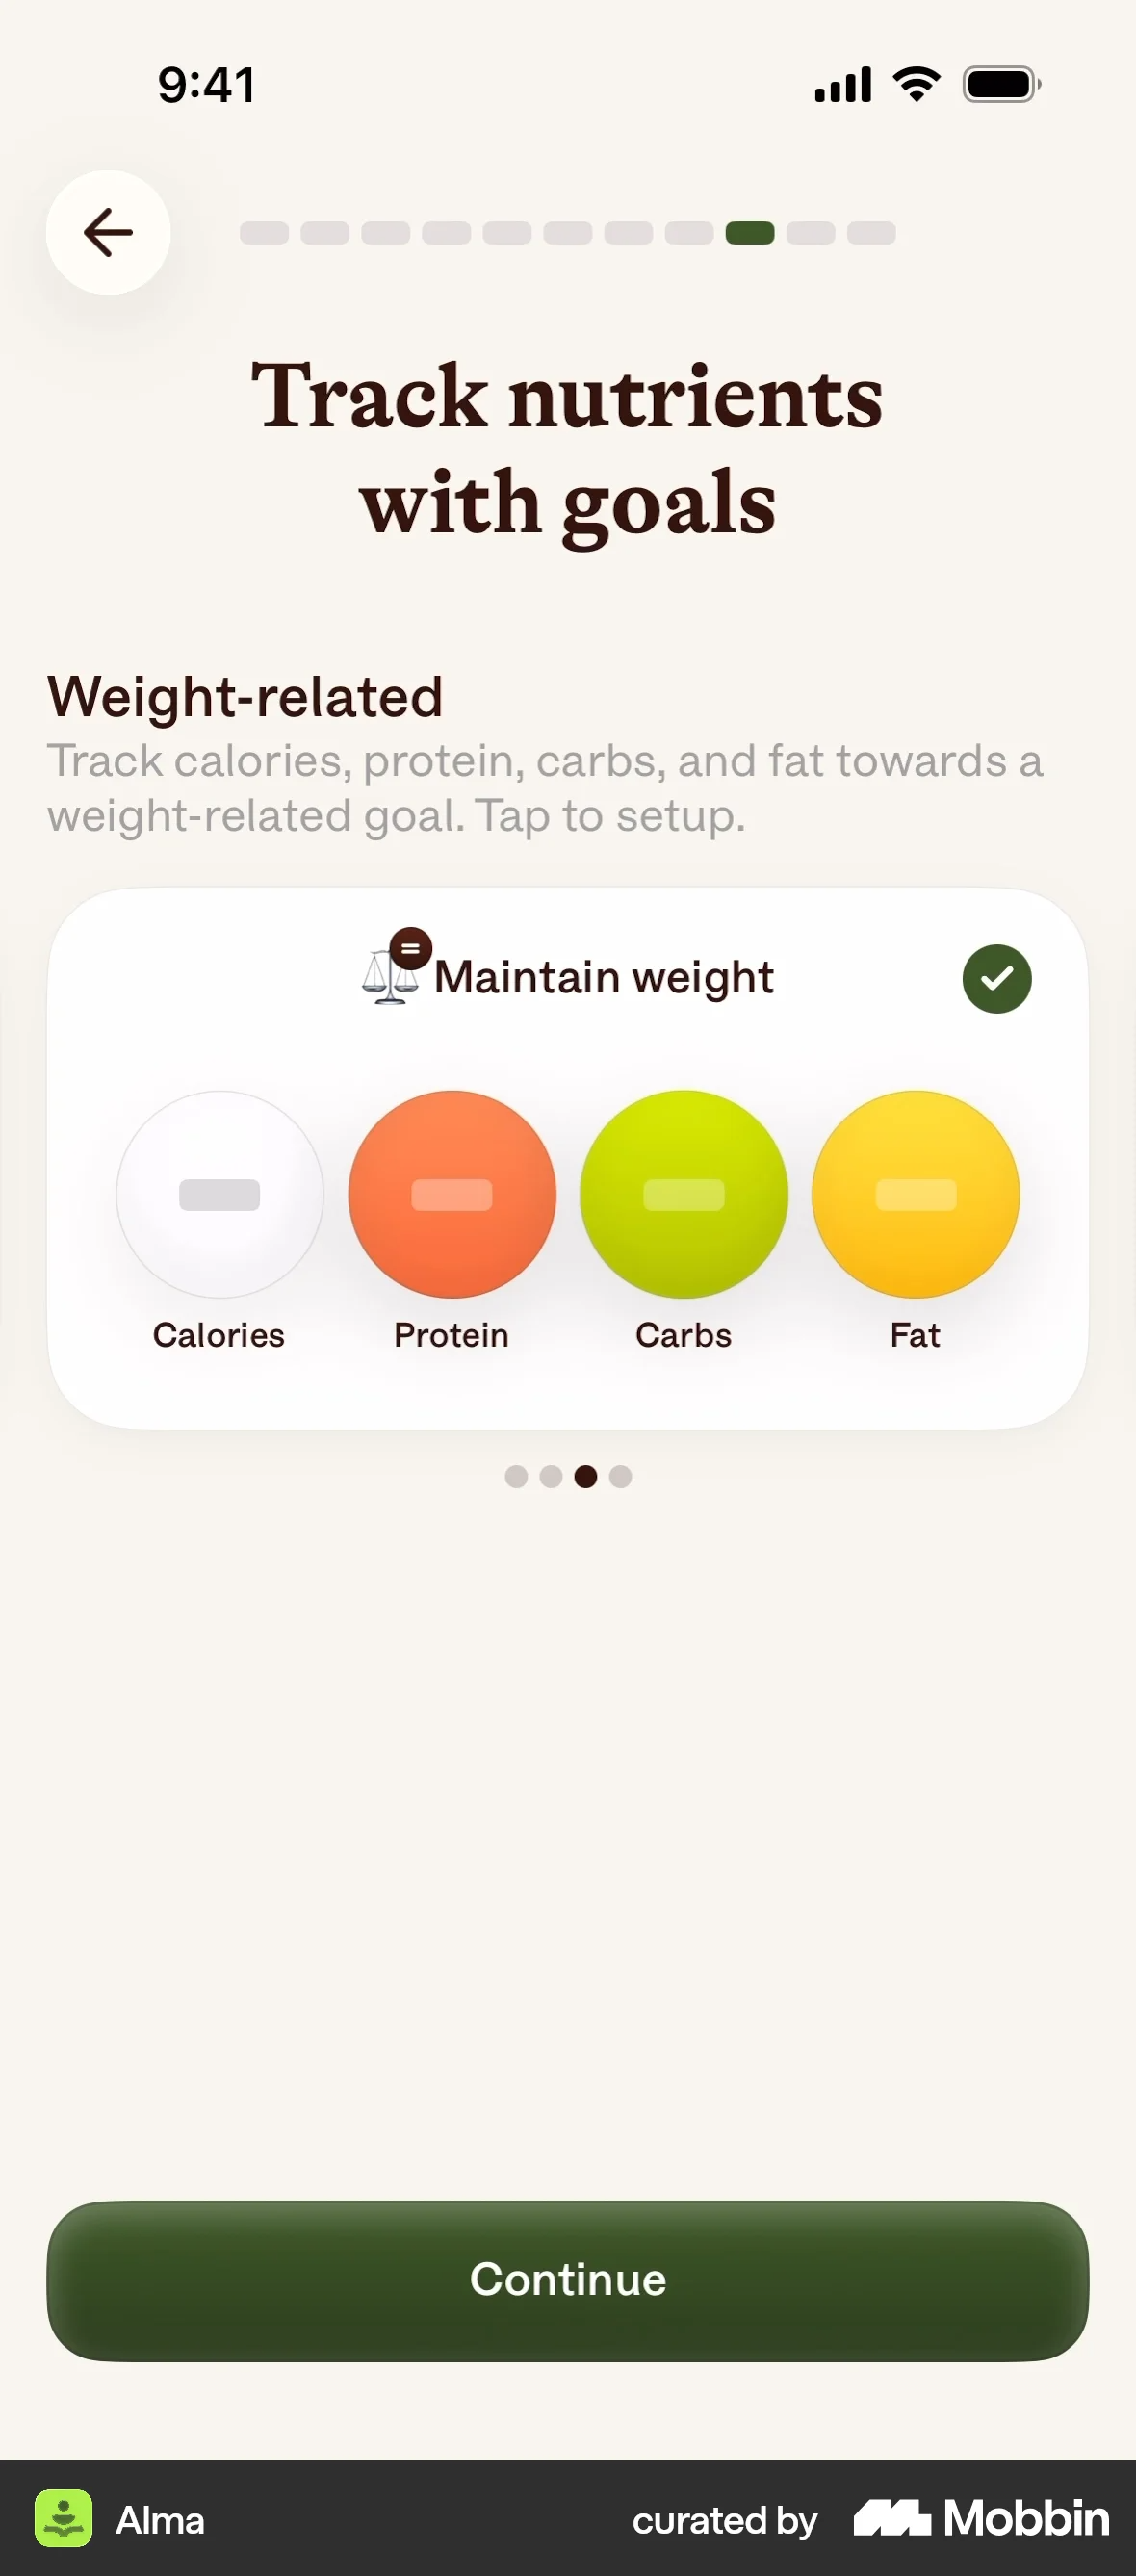 9:41
Track nutrients
with goals
Weight-related
Track calories, protein, carbs, and fat towards a
weight-related goal. Tap to setup.
Maintain weight
Calories Protein Carbs Fat
Continue
Alma curated by Mobbin